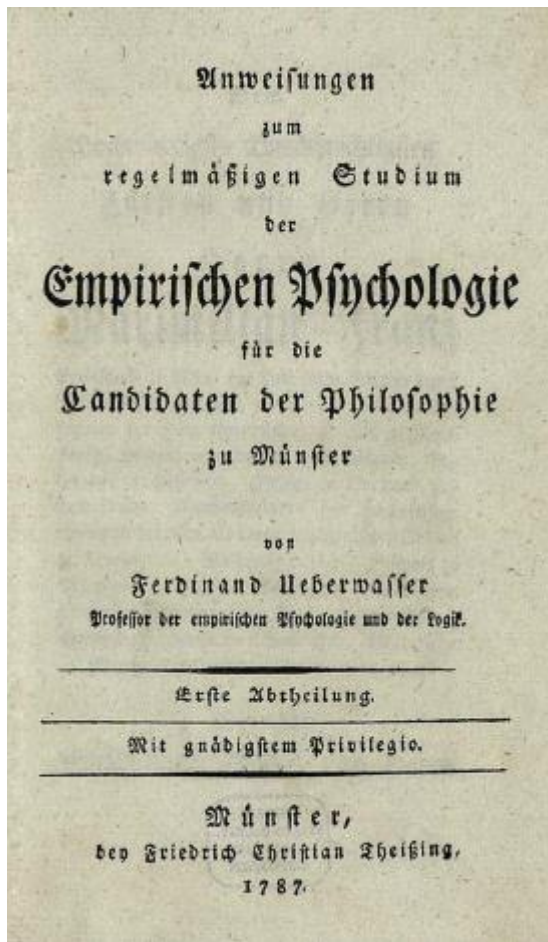 Anweiſungen
zum
regelmäßigen Studium
der
Empiriſchen Pſychologie
für die
Candidaten der Philoſophie
zu Münſter
von
Ferdinand Ueberwaſſer
Profeſſor der empiriſchen Pſychologie und der Logik.
Erſte Abtheilung.
Mit gnädigſtem Privilegio.
Münſter,
bey Friedrich Chriſtian Theißing,
1787.